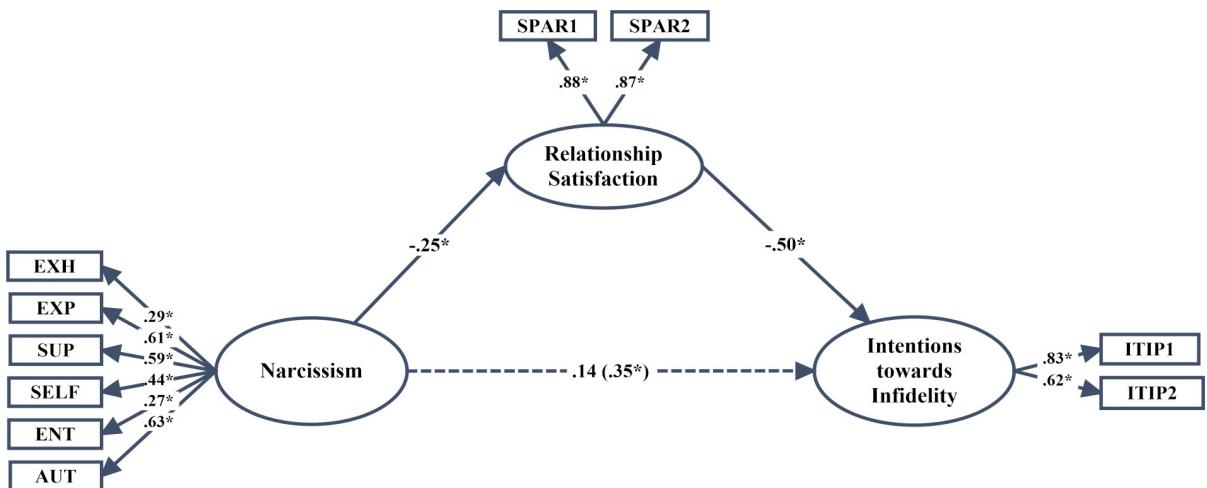 SPAR1 SPAR2
.88* .87*
Relationship
Satisfaction
-.25* -.50*
EXH
EXP
SUP
SELF
ENT
AUT
.29*
.61*
.59*
.44*
.27*
.63*
Narcissism
.14 (.35*)
Intentions
towards
Infidelity
.83*
.62*
ITIP1
ITIP2